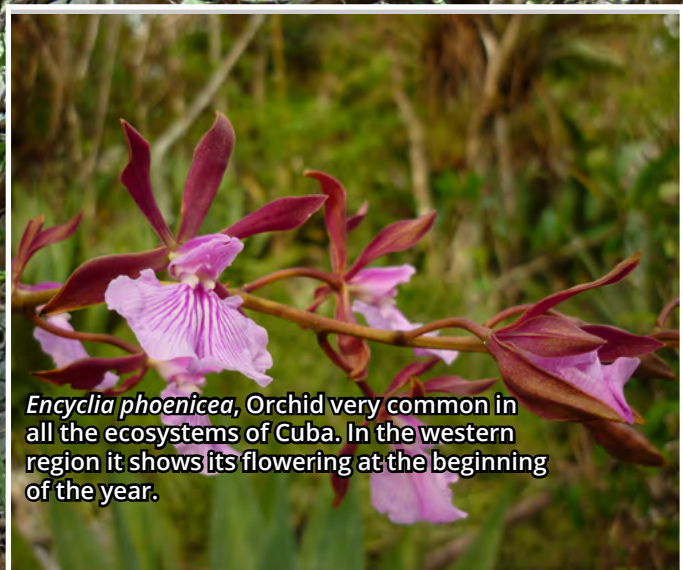 Encyclia phoenicea, Orchid very common in
all the ecosystems of Cuba. In the western
region it shows its flowering at the beginning
of the year.